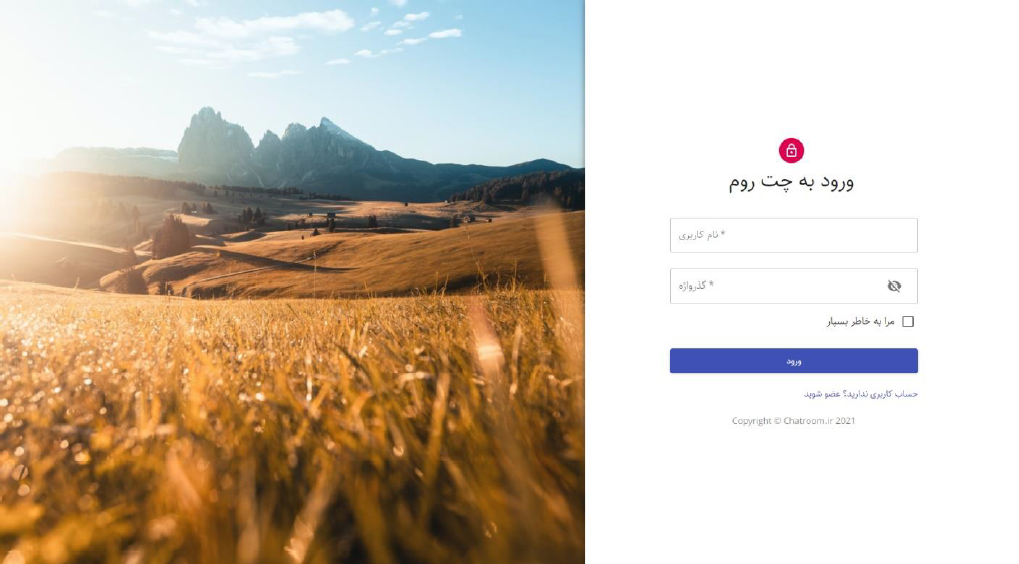 ورود به چت روم
نام کاربری *
گذرواژه *
مرا به خاطر بسپار
ورود
حساب کاربری ندارید؟ عضو شوید
Copyright © Chatroom.ir 2021